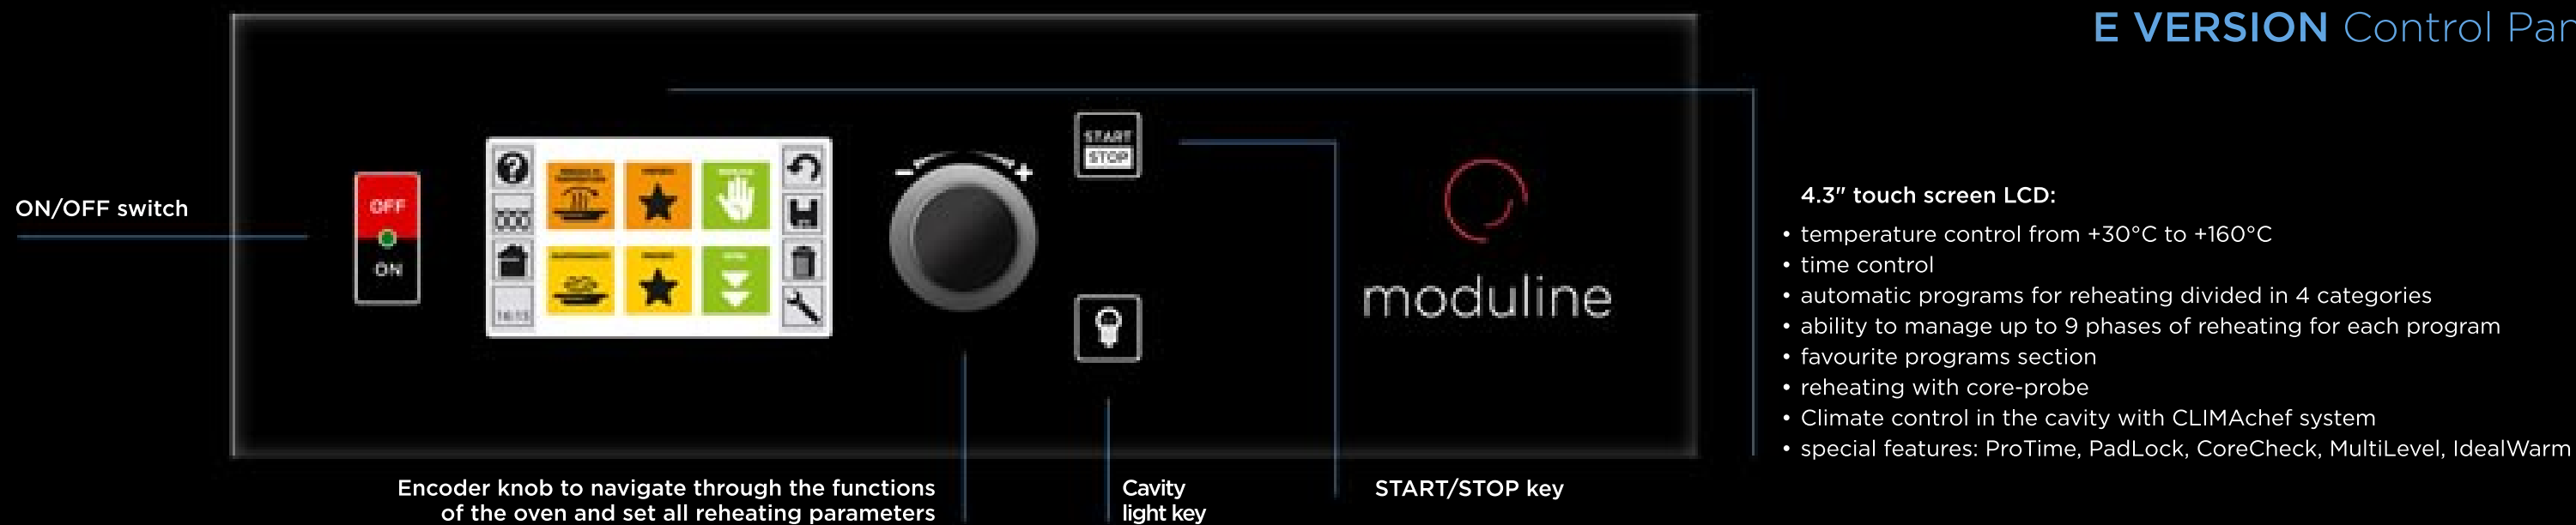 E VERSION Control Pan
ON/OFF switch
OFF
ON
16:15
START
STOP
moduline
4.3" touch screen LCD:
• temperature control from +30°C to +160°C
• time control
• automatic programs for reheating divided in 4 categories
• ability to manage up to 9 phases of reheating for each program
• favourite programs section
• reheating with core-probe
• Climate control in the cavity with CLIMAchef system
• special features: ProTime, PadLock, CoreCheck, MultiLevel, IdealWarm
Encoder knob to navigate through the functions
of the oven and set all reheating parameters
Cavity
light key
START/STOP key